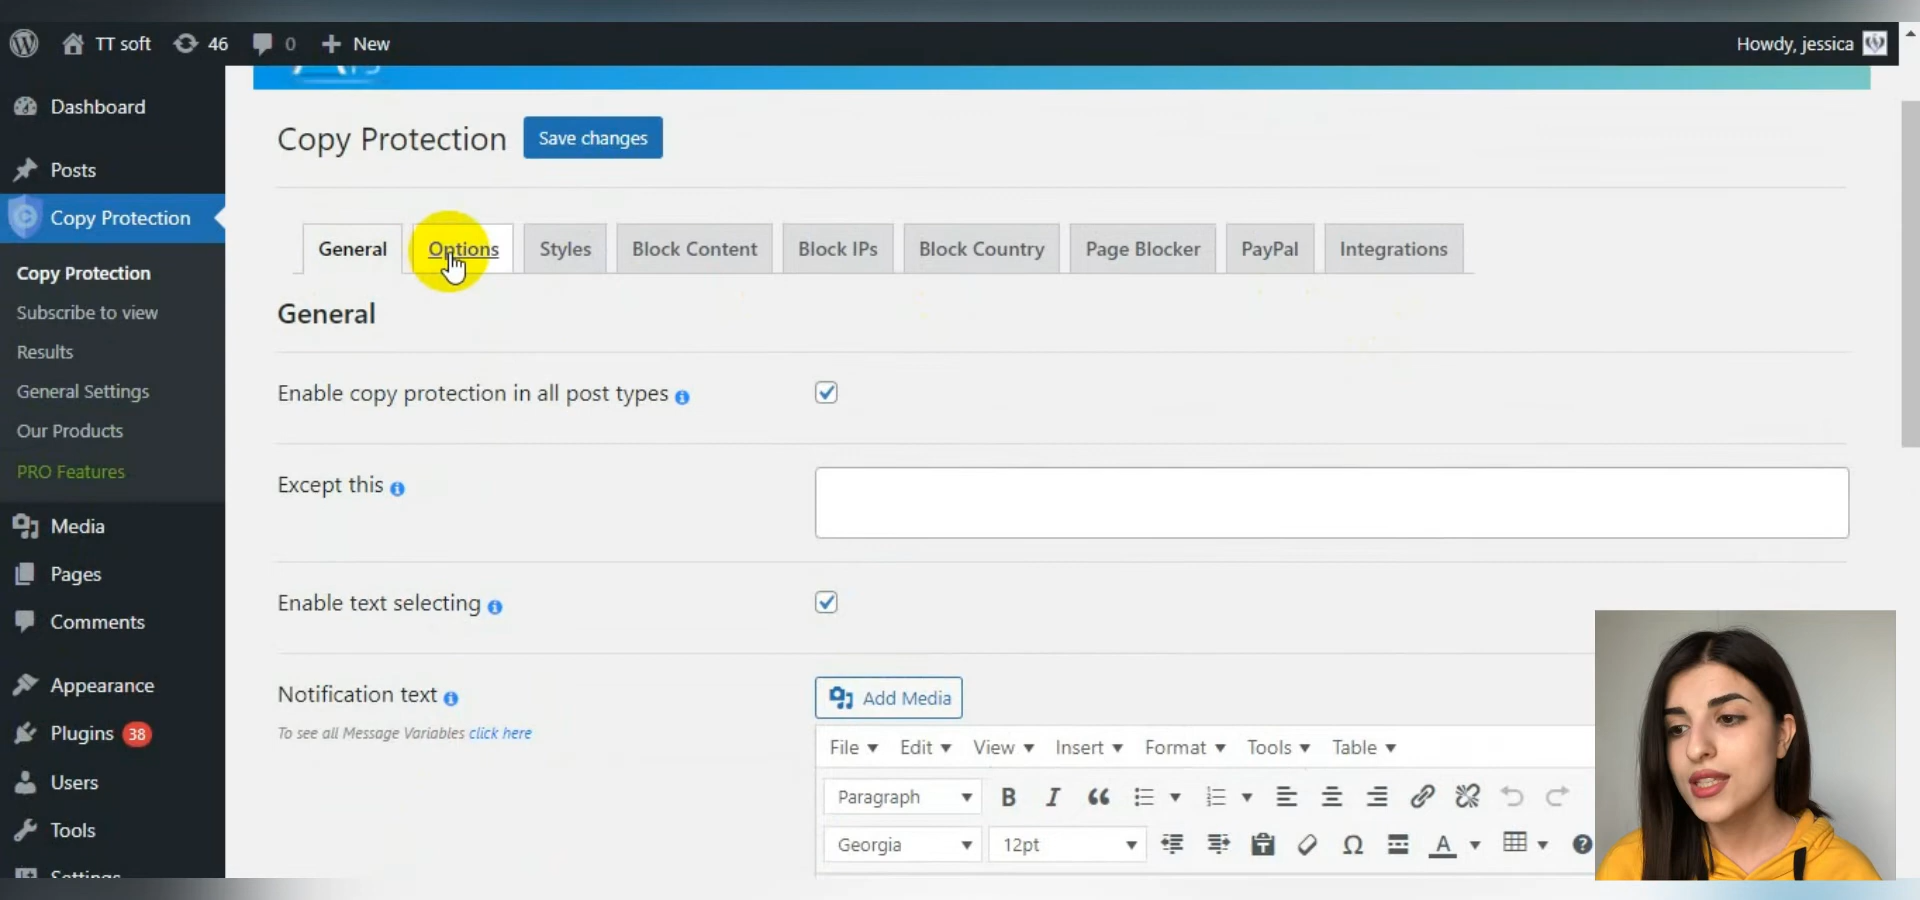 TT soft 46 0 New Howdy, jessica
Dashboard
Posts
Copy Protection
Copy Protection
Subscribe to view
Results
General Settings
Our Products
PRO Features
Media
Pages
Comments
Appearance
Plugins 38
Users
Tools
Settings
Copy Protection Save changes
General Options Styles Block Content Block IPs Block Country Page Blocker PayPal Integrations
General
Enable copy protection in all post types
Except this
Enable text selecting
Notification text
To see all Message Variables click here
Add Media
File Edit View Insert Format Tools Table
Paragraph
Georgia 12pt